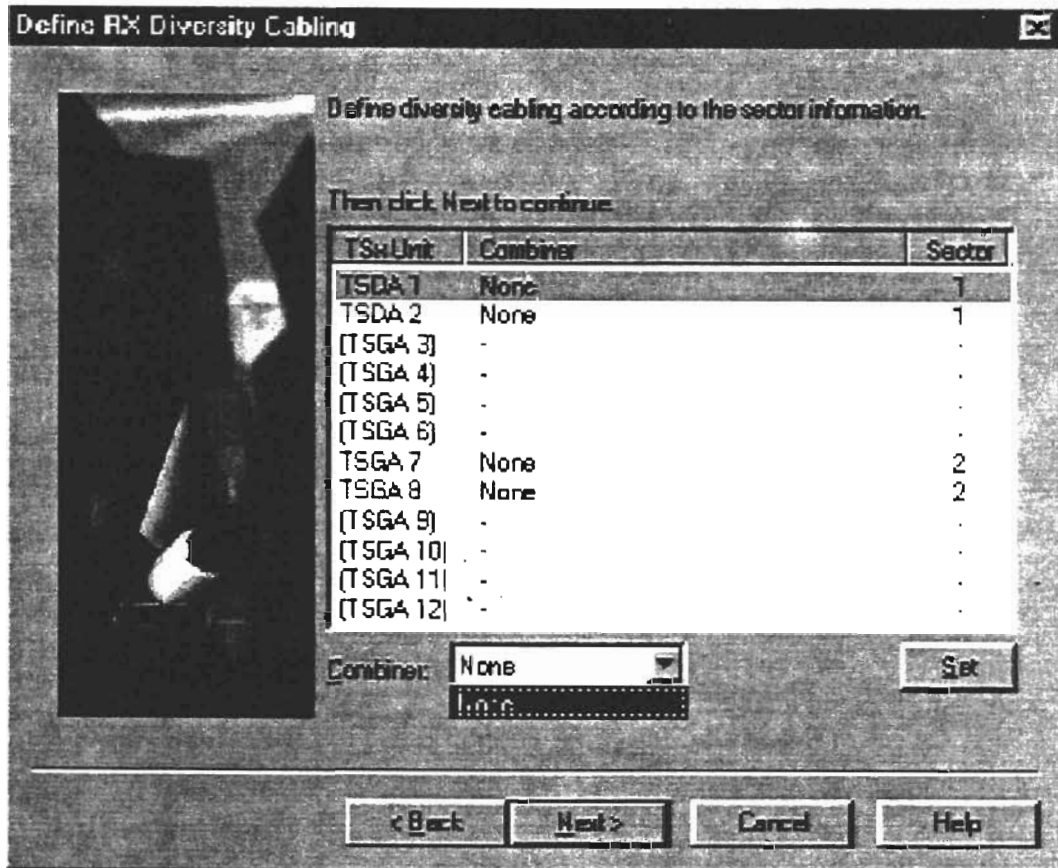 Define RX Diversity Cabling
Define diversity cabling according to the sector information.
Then click Next to continue.
TSxUnit Combiner Sector
TSDA 1 None 1
TSDA 2 None 1
(TSGA 3) - -
(TSGA 4) - -
(TSGA 5) - -
(TSGA 6) - -
TSGA 7 None 2
TSGA 8 None 2
(TSGA 9) - -
(TSGA 10) - -
(TSGA 11) - -
(TSGA 12) - -
Combiner: None Set
None
< Back Next > Cancel Help